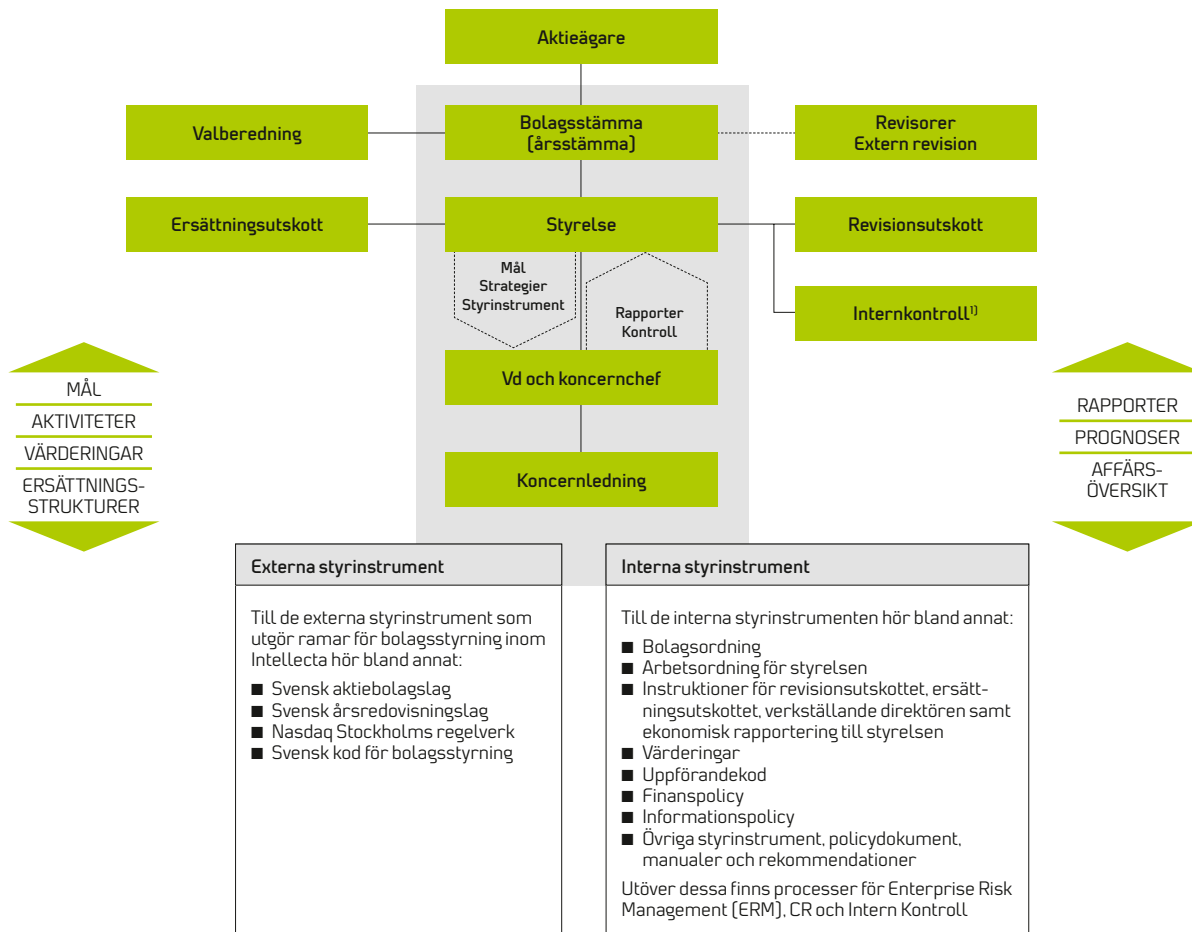 Aktieägare
Valberedning
Bolagsstämma
(årsstämma)
Revisorer
Extern revision
Ersättningsutskott
Styrelse
Revisionsutskott
Mål
Strategier
Styrinstrument
Rapporter
Kontroll
Internkontroll¹⁾
Vd och koncernchef
Koncernledning
MÅL
AKTIVITETER
VÄRDERINGAR
ERSÄTTNINGS-
STRUKTURER
RAPPORTER
PROGNOSER
AFFÄRS-
ÖVERSIKT
Externa styrinstrument
Till de externa styrinstrument som
utgör ramar för bolagsstyrning inom
Intellecta hör bland annat:
■ Svensk aktiebolagslag
■ Svensk årsredovisningslag
■ Nasdaq Stockholms regelverk
■ Svensk kod för bolagsstyrning
Interna styrinstrument
Till de interna styrinstrumenten hör bland annat:
■ Bolagsordning
■ Arbetsordning för styrelsen
■ Instruktioner för revisionsutskottet, ersätt-
ningsutskottet, verkställande direktören samt
ekonomisk rapportering till styrelsen
■ Värderingar
■ Uppförandekod
■ Finanspolicy
■ Informationspolicy
■ Övriga styrinstrument, policydokument,
manualer och rekommendationer
Utöver dessa finns processer för Enterprise Risk
Management (ERM), CR och Intern Kontroll